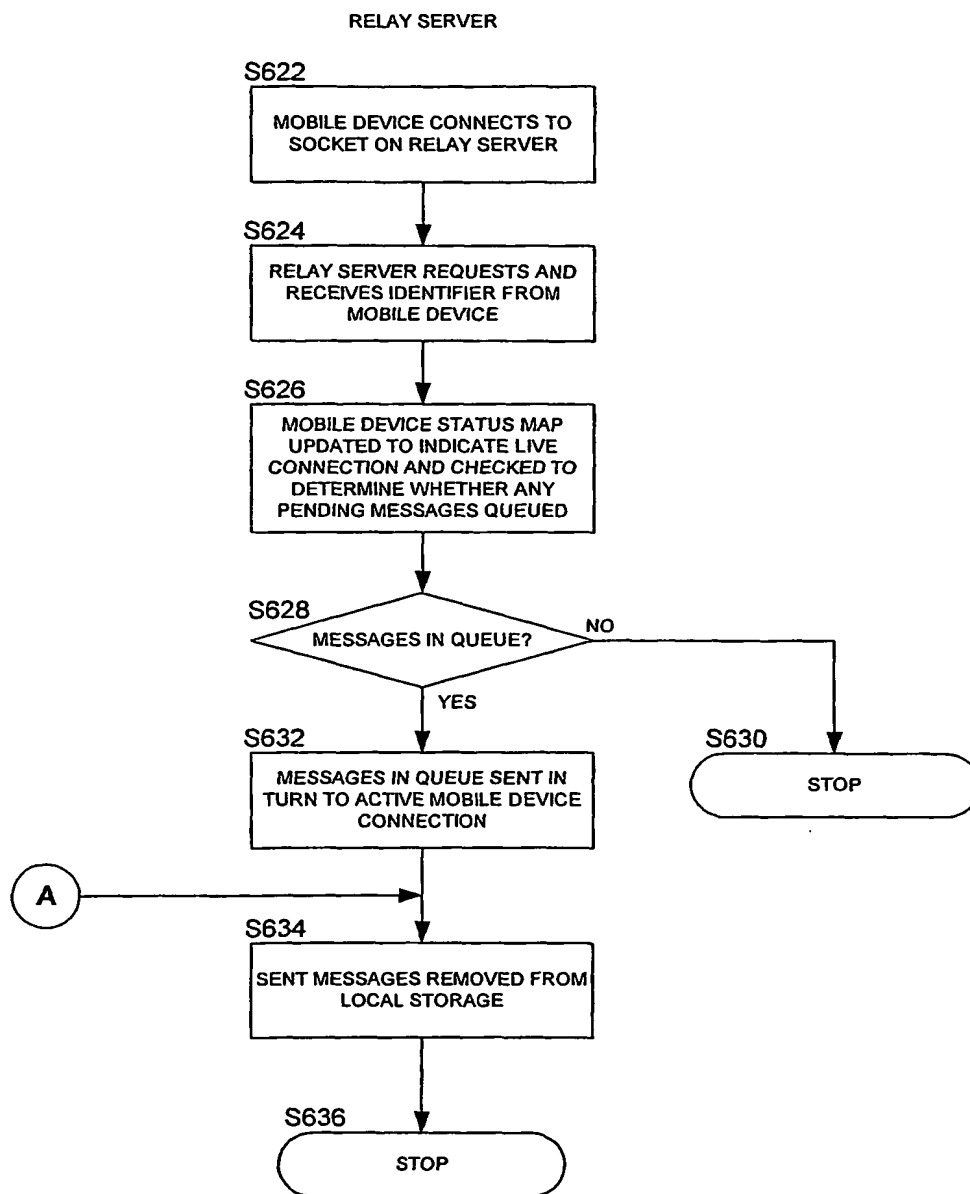 RELAY SERVER
S622
MOBILE DEVICE CONNECTS TO
SOCKET ON RELAY SERVER
S624
RELAY SERVER REQUESTS AND
RECEIVES IDENTIFIER FROM
MOBILE DEVICE
S626
MOBILE DEVICE STATUS MAP
UPDATED TO INDICATE LIVE
CONNECTION AND CHECKED TO
DETERMINE WHETHER ANY
PENDING MESSAGES QUEUED
S628
MESSAGES IN QUEUE?
NO
YES
S630
STOP
S632
MESSAGES IN QUEUE SENT IN
TURN TO ACTIVE MOBILE DEVICE
CONNECTION
A
S634
SENT MESSAGES REMOVED FROM
LOCAL STORAGE
S636
STOP